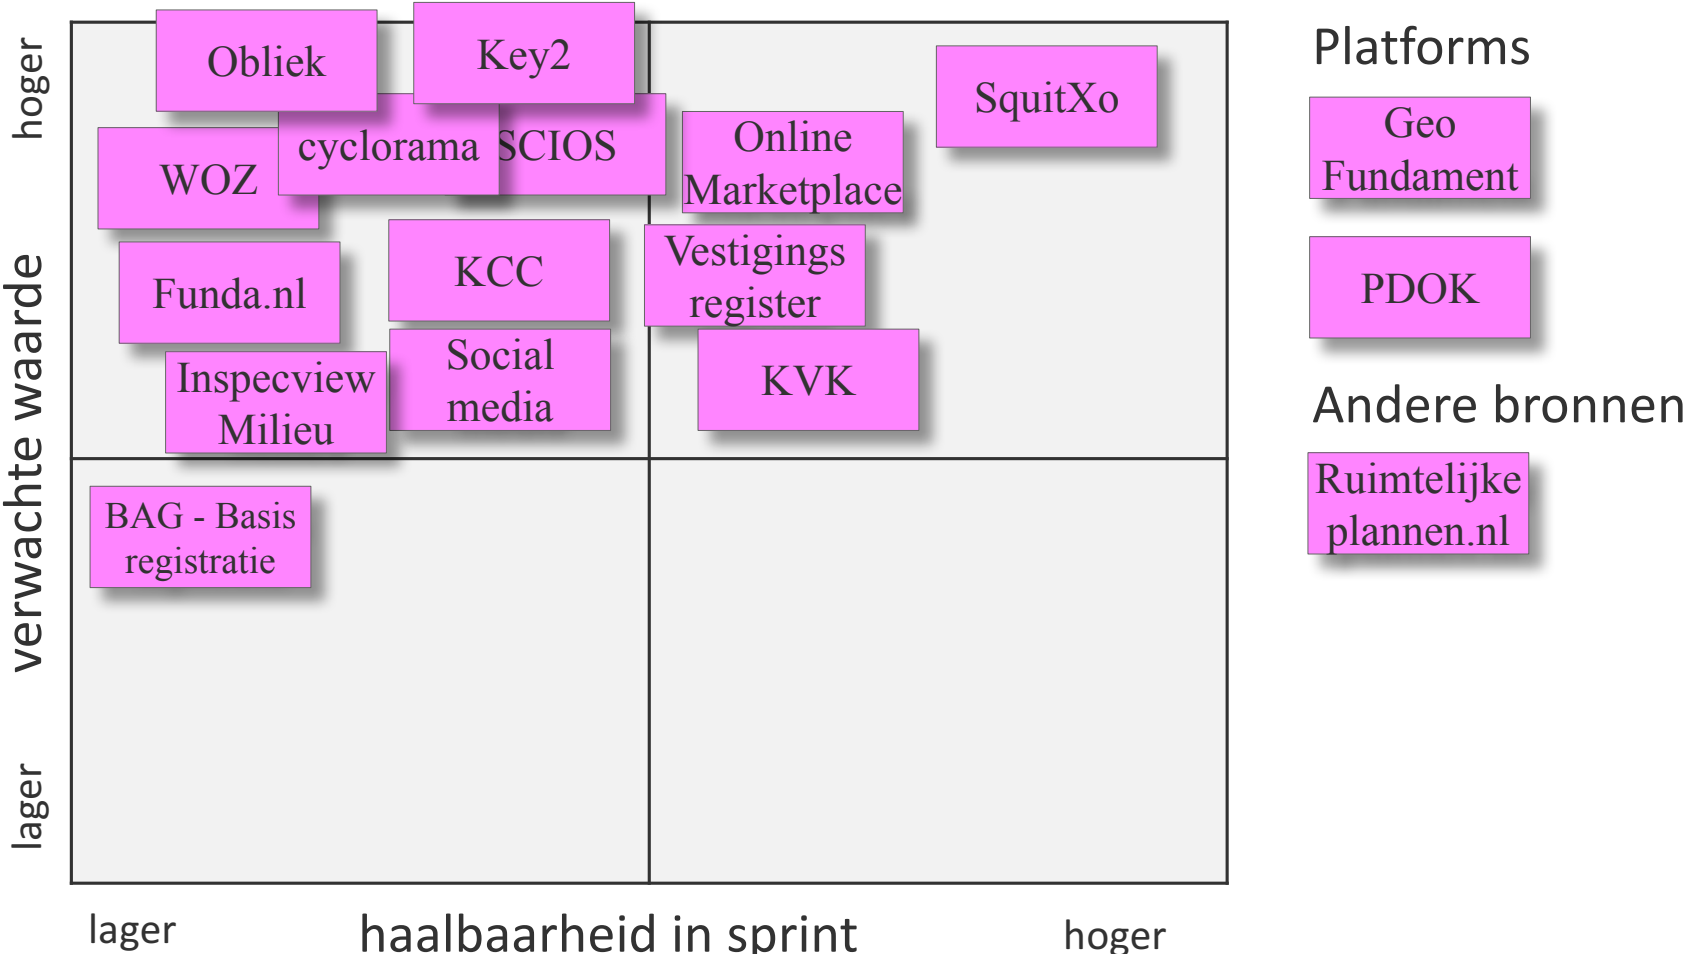 hoger
verwachte waarde
lager
Obliek
Key2
SquitXo
cyclorama
SCIOS
WOZ
Online
Marketplace
Funda.nl
KCC
Vestigings
register
Inspecview
Milieu
Social
media
KVK
BAG - Basis
registratie
lager
haalbaarheid in sprint
hoger
Platforms
Geo
Fundament
PDOK
Andere bronnen
Ruimtelijke
plannen.nl